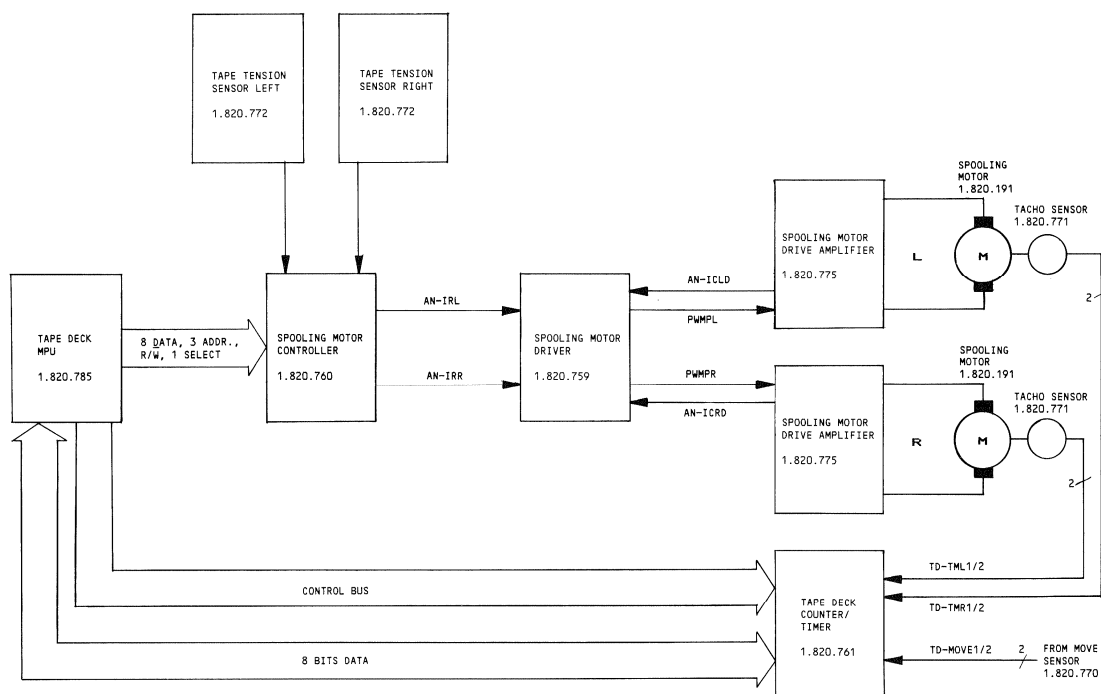 TAPE TENSION
SENSOR LEFT
1.820.772
TAPE TENSION
SENSOR RIGHT
1.820.772
SPOOLING
MOTOR
1.820.191
TACHO SENSOR
1.820.771
SPOOLING MOTOR
DRIVE AMPLIFIER
1.820.775
L
M
2
AN-ICLD
PWMPL
AN-IRL
TAPE DECK
MPU
1.820.785
8 DATA, 3 ADDR.,
R/W, 1 SELECT
SPOOLING MOTOR
CONTROLLER
1.820.760
SPOOLING MOTOR
DRIVER
1.820.759
AN-IRR
PWMPR
AN-ICRD
SPOOLING
MOTOR
1.820.191
TACHO SENSOR
1.820.771
SPOOLING MOTOR
DRIVE AMPLIFIER
1.820.775
R
M
2
CONTROL BUS
8 BITS DATA
TAPE DECK
COUNTER/
TIMER
1.820.761
TD-TML1/2
TD-TMR1/2
TD-MOVE1/2
2
FROM MOVE
SENSOR
1.820.770